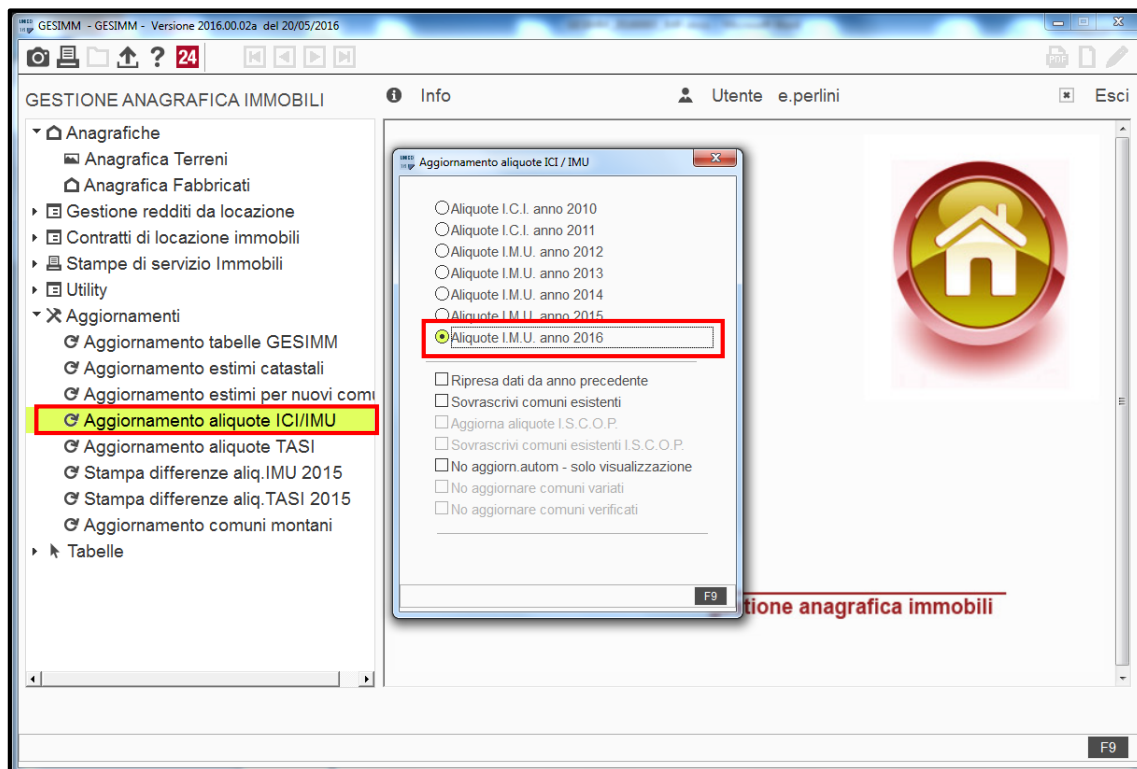 GESIMM - GESIMM - Versione 2016.00.02a del 20/05/2016
? 24
PDF
GESTIONE ANAGRAFICA IMMOBILI
Info
Utente e.perlini
Esci
Anagrafiche
Anagrafica Terreni
Anagrafica Fabbricati
Gestione redditi da locazione
Contratti di locazione immobili
Stampe di servizio Immobili
Utility
Aggiornamenti
Aggiornamento tabelle GESIMM
Aggiornamento estimi catastali
Aggiornamento estimi per nuovi comu
Aggiornamento aliquote ICI/IMU
Aggiornamento aliquote TASI
Stampa differenze aliq.IMU 2015
Stampa differenze aliq.TASI 2015
Aggiornamento comuni montani
Tabelle
Aggiornamento aliquote ICI / IMU
Aliquote I.C.I. anno 2010
Aliquote I.C.I. anno 2011
Aliquote I.M.U. anno 2012
Aliquote I.M.U. anno 2013
Aliquote I.M.U. anno 2014
Aliquote I.M.U. anno 2015
Aliquote I.M.U. anno 2016
Ripresa dati da anno precedente
Sovrascrivi comuni esistenti
Aggiorna aliquote I.S.C.O.P.
Sovrascrivi comuni esistenti I.S.C.O.P.
No aggiorn.autom - solo visualizzazione
No aggiornare comuni variati
No aggiornare comuni verificati
F9
tione anagrafica immobili
F9